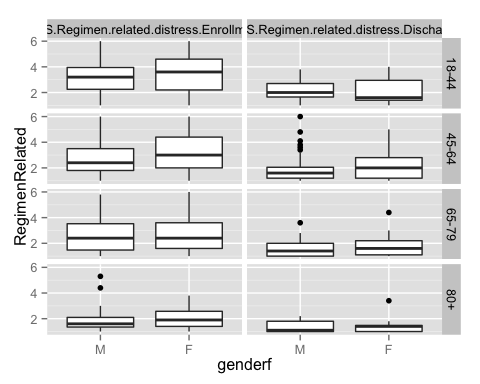 S.Regimen.related.distress.Enrollm
S.Regimen.related.distress.Discha
6
4
2
18-44
6
4
2
45-64
6
4
2
65-79
6
4
2
80+
RegimenRelated
M
F
M
F
genderf